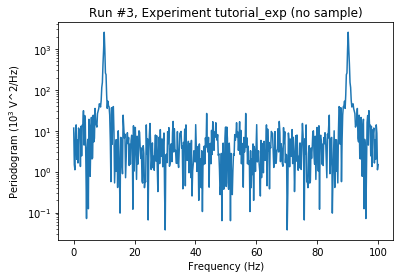 Run #3, Experiment tutorial_exp (no sample)
Periodogram (10³ V^2/Hz)
10³
10²
10¹
10⁰
10⁻¹
0 20 40 60 80 100
Frequency (Hz)